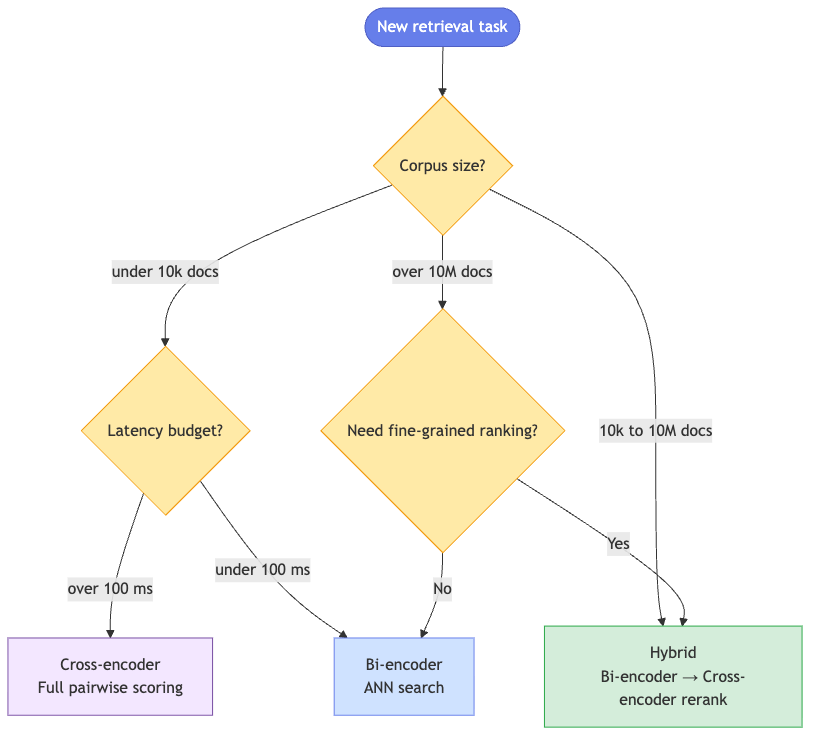 New retrieval task
Corpus size?
under 10k docs
over 10M docs
Latency budget?
Need fine-grained ranking?
10k to 10M docs
Yes
under 100 ms
over 100 ms
No
Cross-encoder
Full pairwise scoring
Bi-encoder
ANN search
Hybrid
Bi-encoder → Cross-
encoder rerank